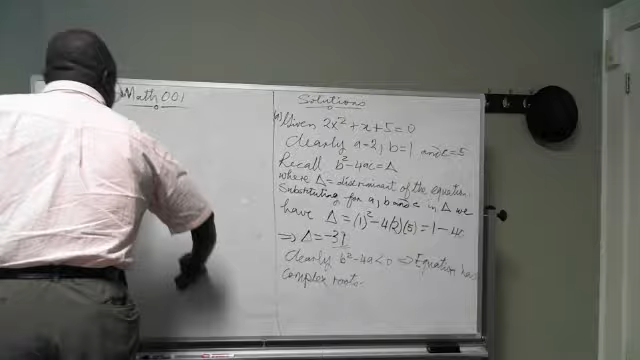 Math 001
Solutions
(a) Given 2x² + x + 5 = 0
Clearly a=2, b=1 and c=5
Recall b²-4ac = Δ
where Δ = discriminant of the equation.
Substituting for a, b and c in Δ we
have Δ = (1)² - 4(2)(5) = 1 - 40
⇒ Δ = -39
Clearly b²-4ac < 0 ⇒ Equation has
complex roots.